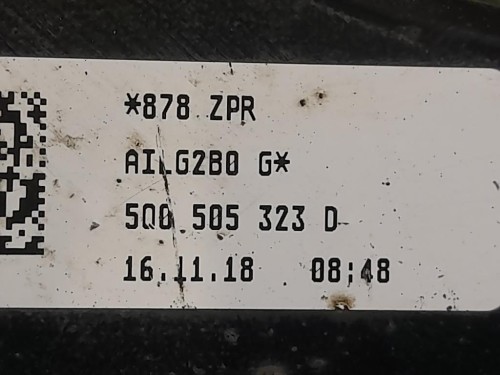 *878 ZPR
AILG2B0 G*
5Q0 505 323 D
16.11.18 08:48